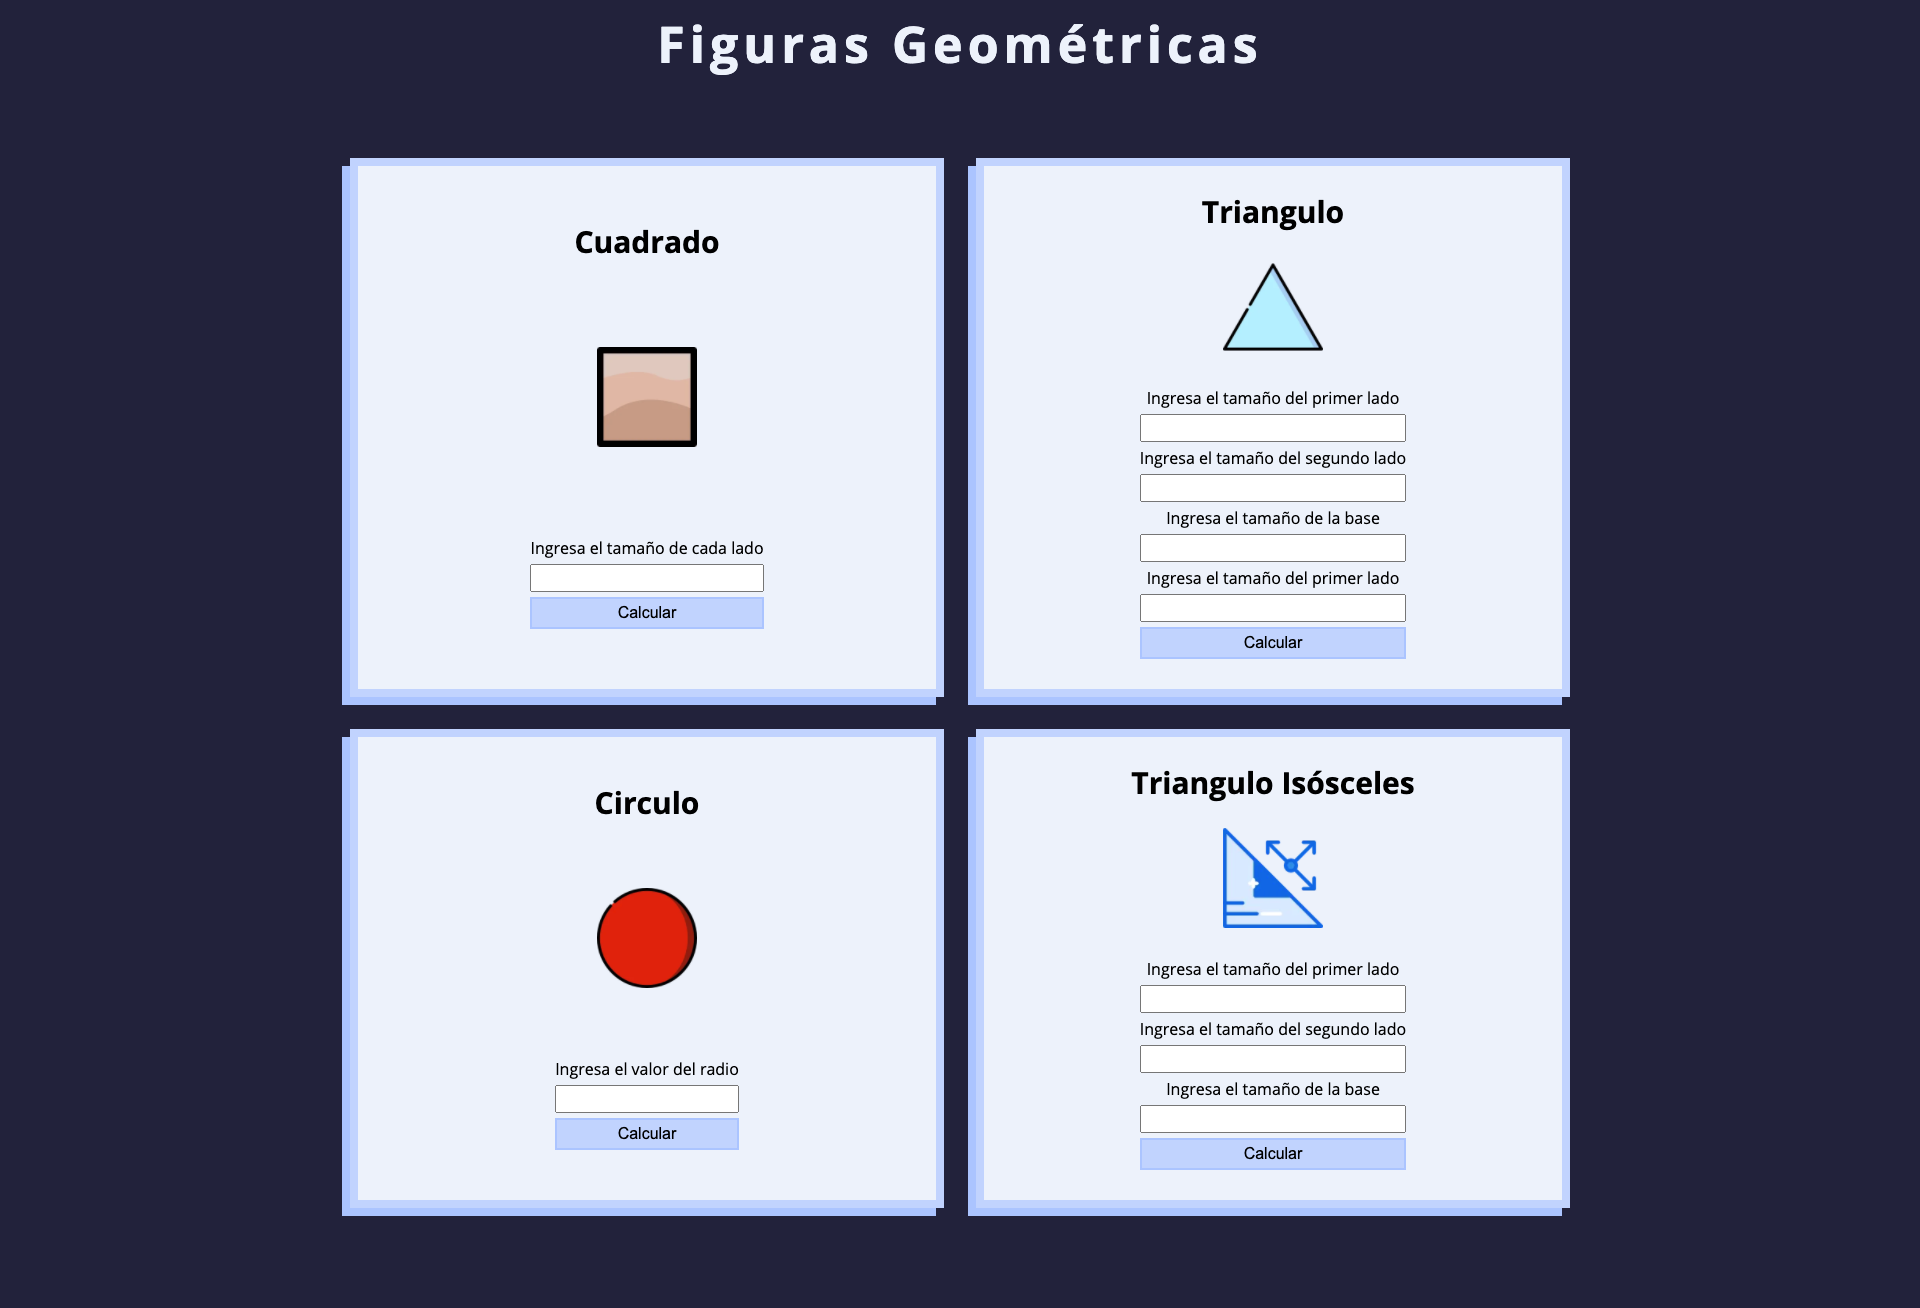 Figuras Geométricas
Cuadrado
Ingresa el tamaño de cada lado
Calcular
Triangulo
Ingresa el tamaño del primer lado
Ingresa el tamaño del segundo lado
Ingresa el tamaño de la base
Ingresa el tamaño del primer lado
Calcular
Circulo
Ingresa el valor del radio
Calcular
Triangulo Isósceles
Ingresa el tamaño del primer lado
Ingresa el tamaño del segundo lado
Ingresa el tamaño de la base
Calcular